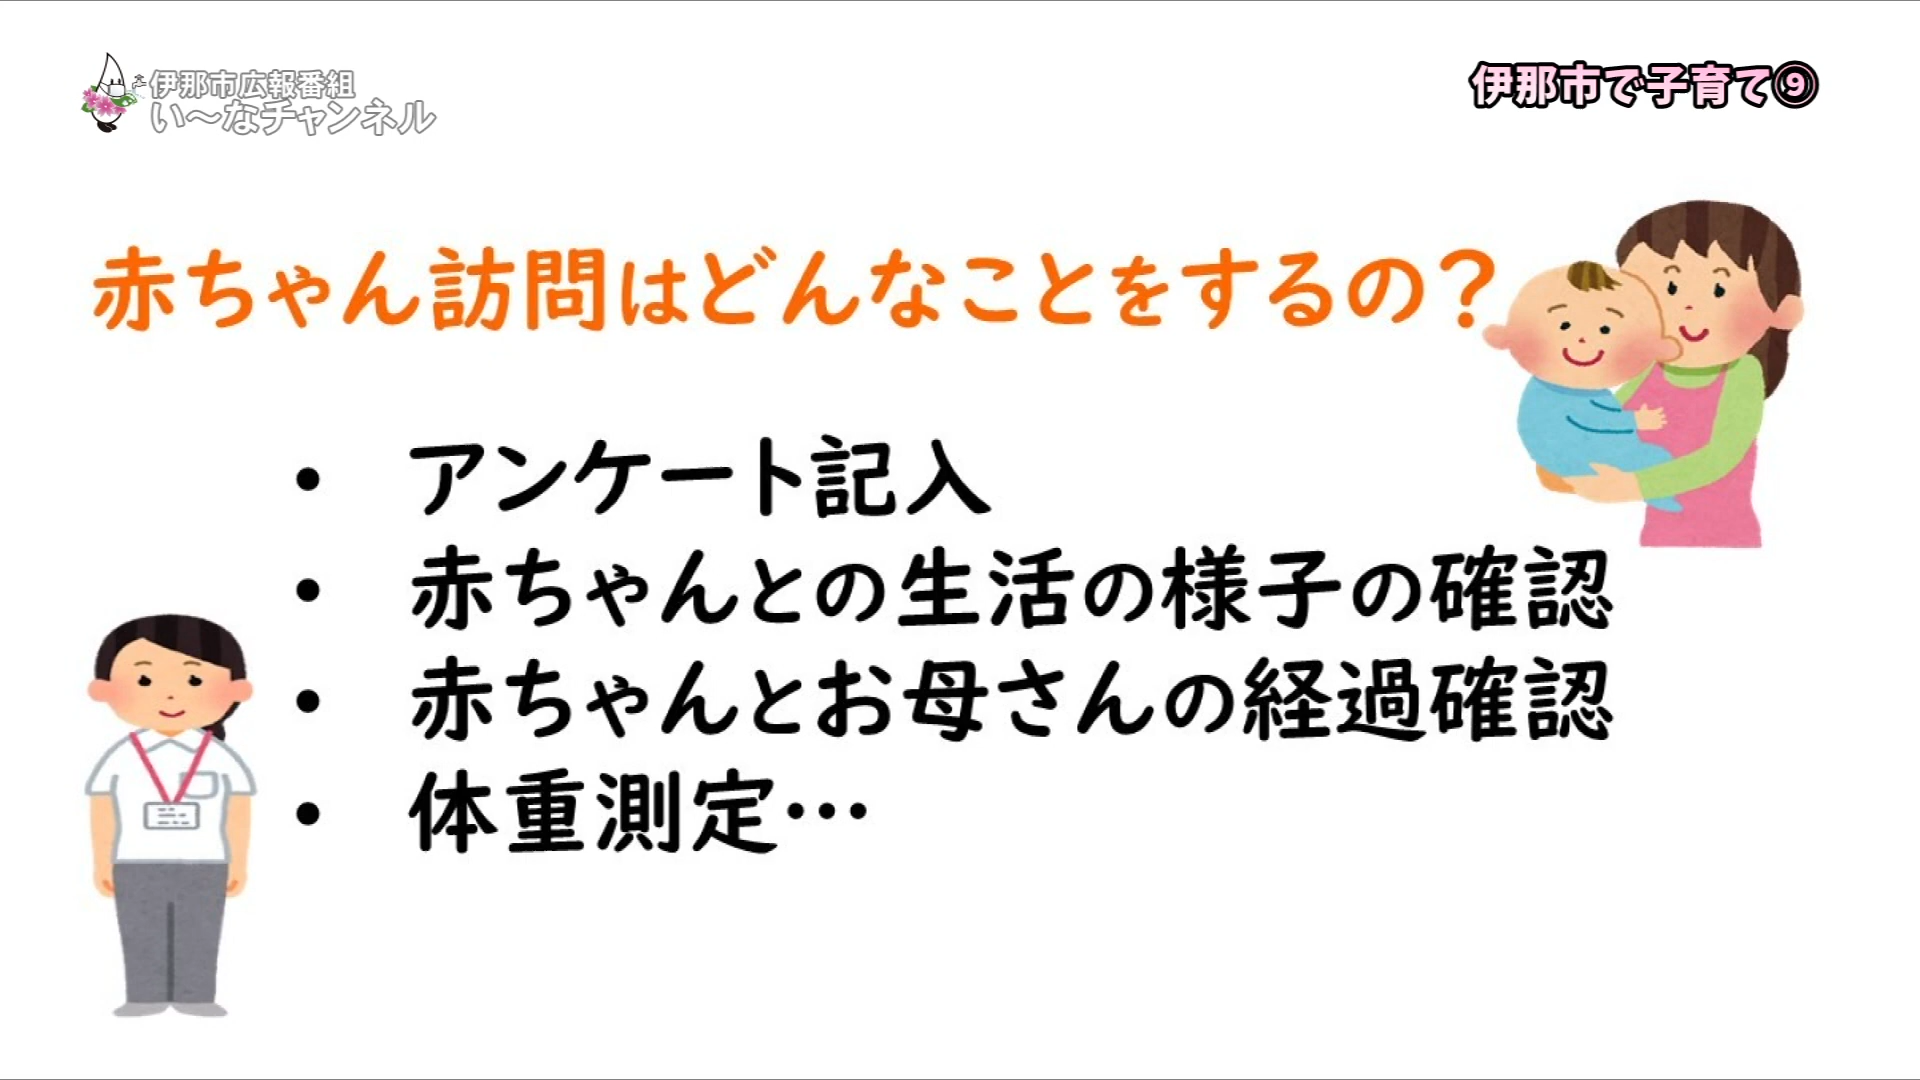 伊那市広報番組
い～なチャンネル
伊那市で子育て⑨
赤ちゃん訪問はどんなことをするの？
・ アンケート記入
・ 赤ちゃんとの生活の様子の確認
・ 赤ちゃんとお母さんの経過確認
・ 体重測定…